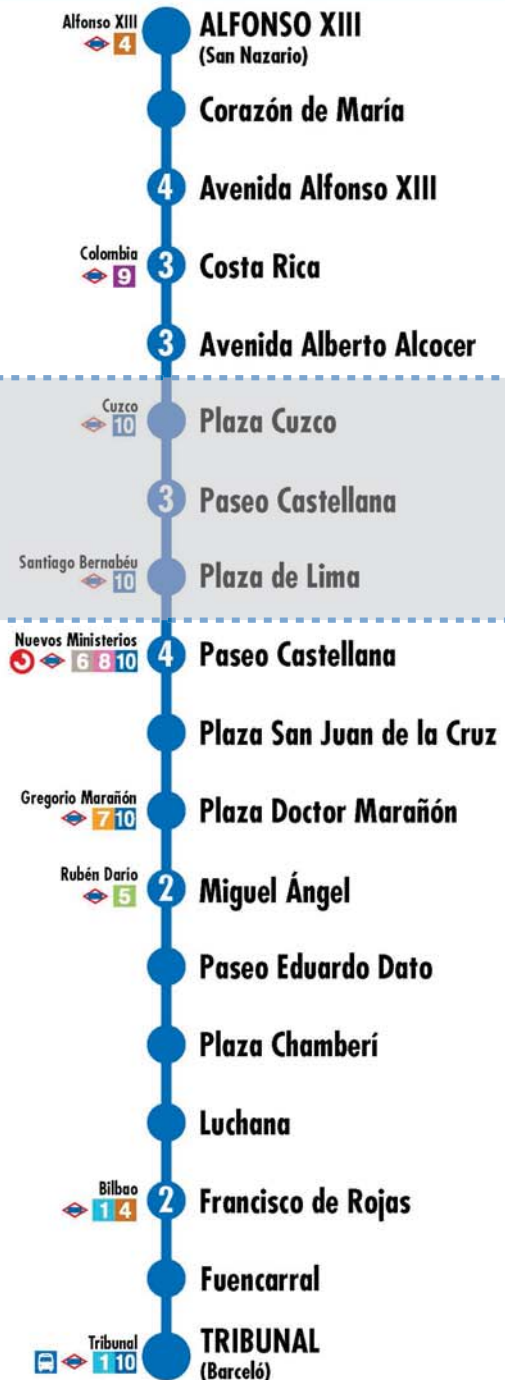 Alfonso XIII
4
ALFONSO XIII
(San Nazario)
Corazón de María
4 Avenida Alfonso XIII
Colombia
9
3 Costa Rica
3 Avenida Alberto Alcocer
Cuzco
10
Plaza Cuzco
3 Paseo Castellana
Santiago Bernabéu
10
Plaza de Lima
Nuevos Ministerios
6 8 10
4 Paseo Castellana
Plaza San Juan de la Cruz
Gregorio Marañón
7 10
Plaza Doctor Marañón
Rubén Dario
5
2 Miguel Ángel
Paseo Eduardo Dato
Plaza Chamberí
Luchana
Bilbao
1 4
2 Francisco de Rojas
Fuencarral
Tribunal
1 10
TRIBUNAL
(Barceló)